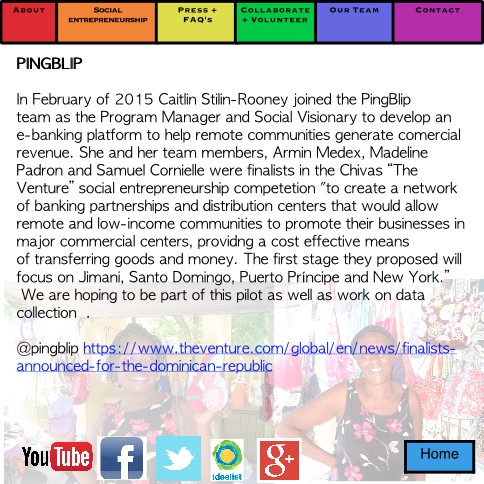 About
Social entrepreneurship
Press + FAQ's
Collaborate + Volunteer
Our Team
Contact
PINGBLIP
In February of 2015 Caitlin Stilin-Rooney joined the PingBlip
team as the Program Manager and Social Visionary to develop an
e-banking platform to help remote communities generate comercial
revenue. She and her team members, Armin Medex, Madeline
Padron and Samuel Cornielle were finalists in the Chivas “The
Venture” social entrepreneurship competetion "to create a network
of banking partnerships and distribution centers that would allow
remote and low-income communities to promote their businesses in
major commercial centers, providng a cost effective means
of transferring goods and money. The first stage they proposed will
focus on Jimani, Santo Domingo, Puerto Príncipe and New York.”
We are hoping to be part of this pilot as well as work on data
collection .
@pingblip https://www.theventure.com/global/en/news/finalists-
announced-for-the-dominican-republic
YouTube
f
idealist
g+
Home